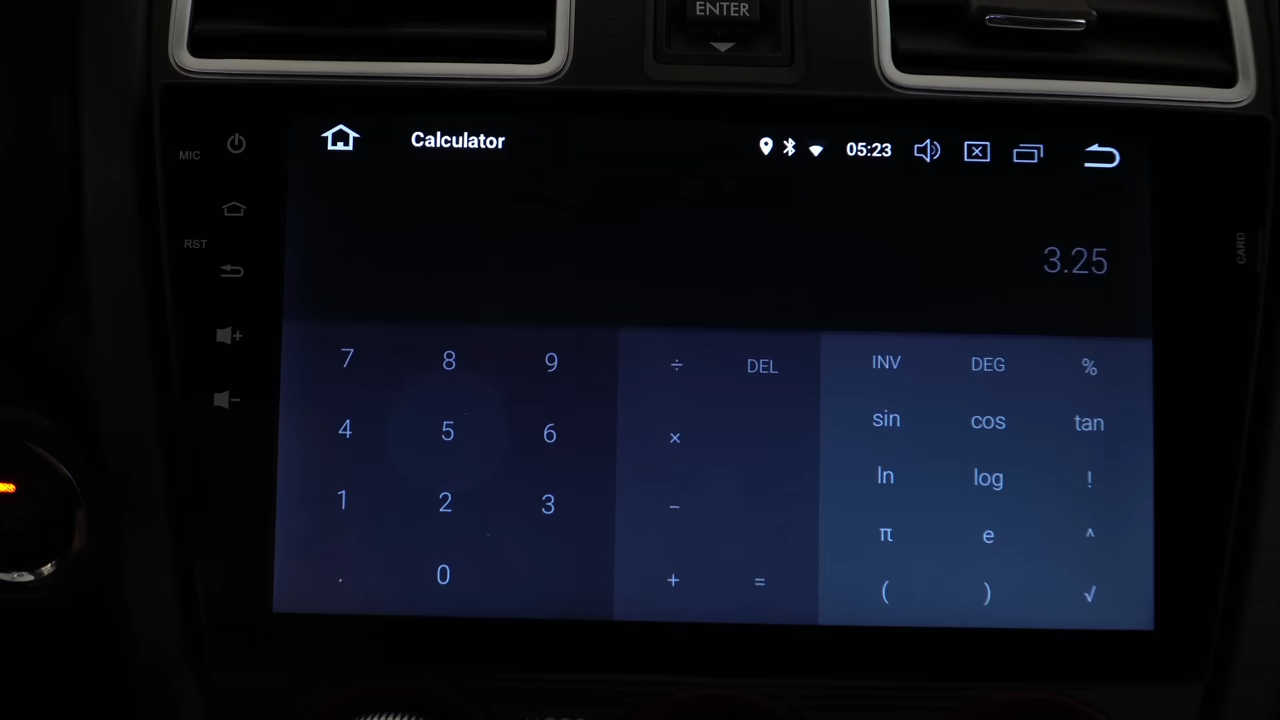 ENTER
MIC
RST
CARD
Calculator 05:23
3.25
7 8 9 ÷ DEL INV DEG %
4 5 6 × sin cos tan
1 2 3 − ln log !
π e ^
. 0 + = ( ) √